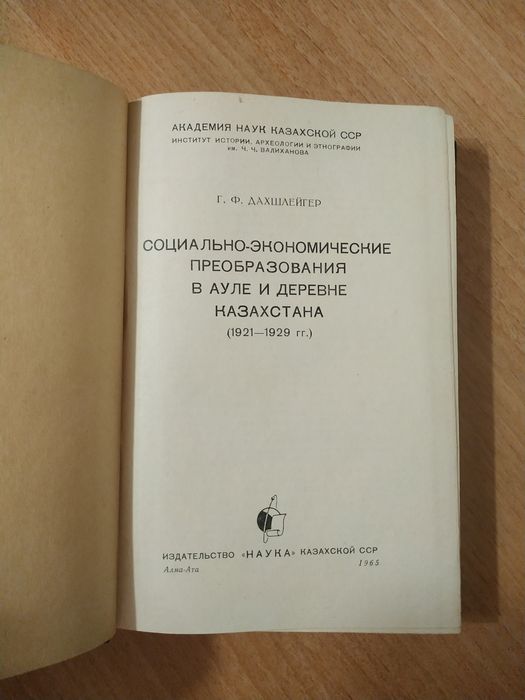 АКАДЕМИЯ НАУК КАЗАХСКОЙ ССР
ИНСТИТУТ ИСТОРИИ, АРХЕОЛОГИИ И ЭТНОГРАФИИ
им. Ч. Ч. ВАЛИХАНОВА
Г. Ф. ДАХШЛЕЙГЕР
СОЦИАЛЬНО-ЭКОНОМИЧЕСКИЕ
ПРЕОБРАЗОВАНИЯ
В АУЛЕ И ДЕРЕВНЕ
КАЗАХСТАНА
(1921—1929 гг.)
ИЗДАТЕЛЬСТВО «НАУКА» КАЗАХСКОЙ ССР
Алма-Ата 1965